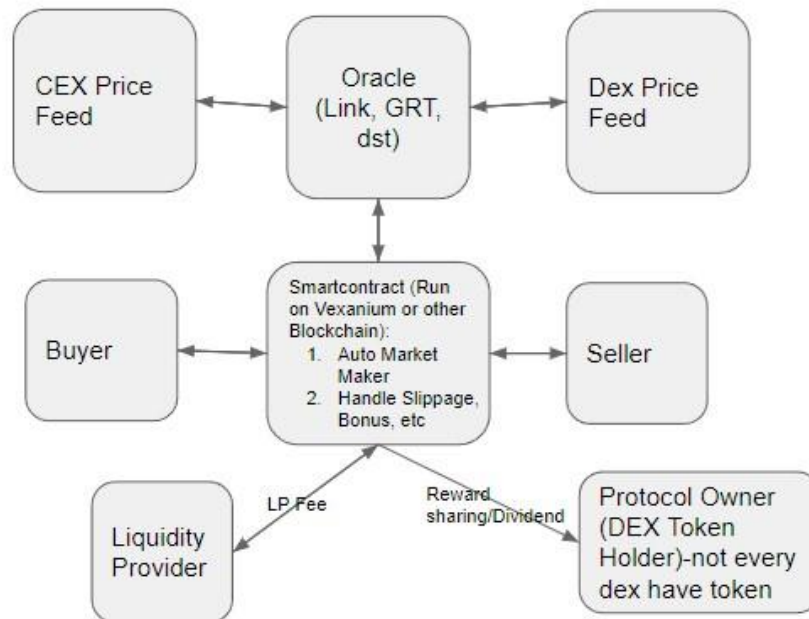 CEX Price
Feed
Oracle
(Link, GRT,
dst)
Dex Price
Feed
Buyer
Smartcontract (Run
on Vexanium or other
Blockchain):
1. Auto Market
Maker
2. Handle Slippage,
Bonus, etc
Seller
LP Fee
Reward
sharing/Dividend
Liquidity
Provider
Protocol Owner
(DEX Token
Holder)-not every
dex have token